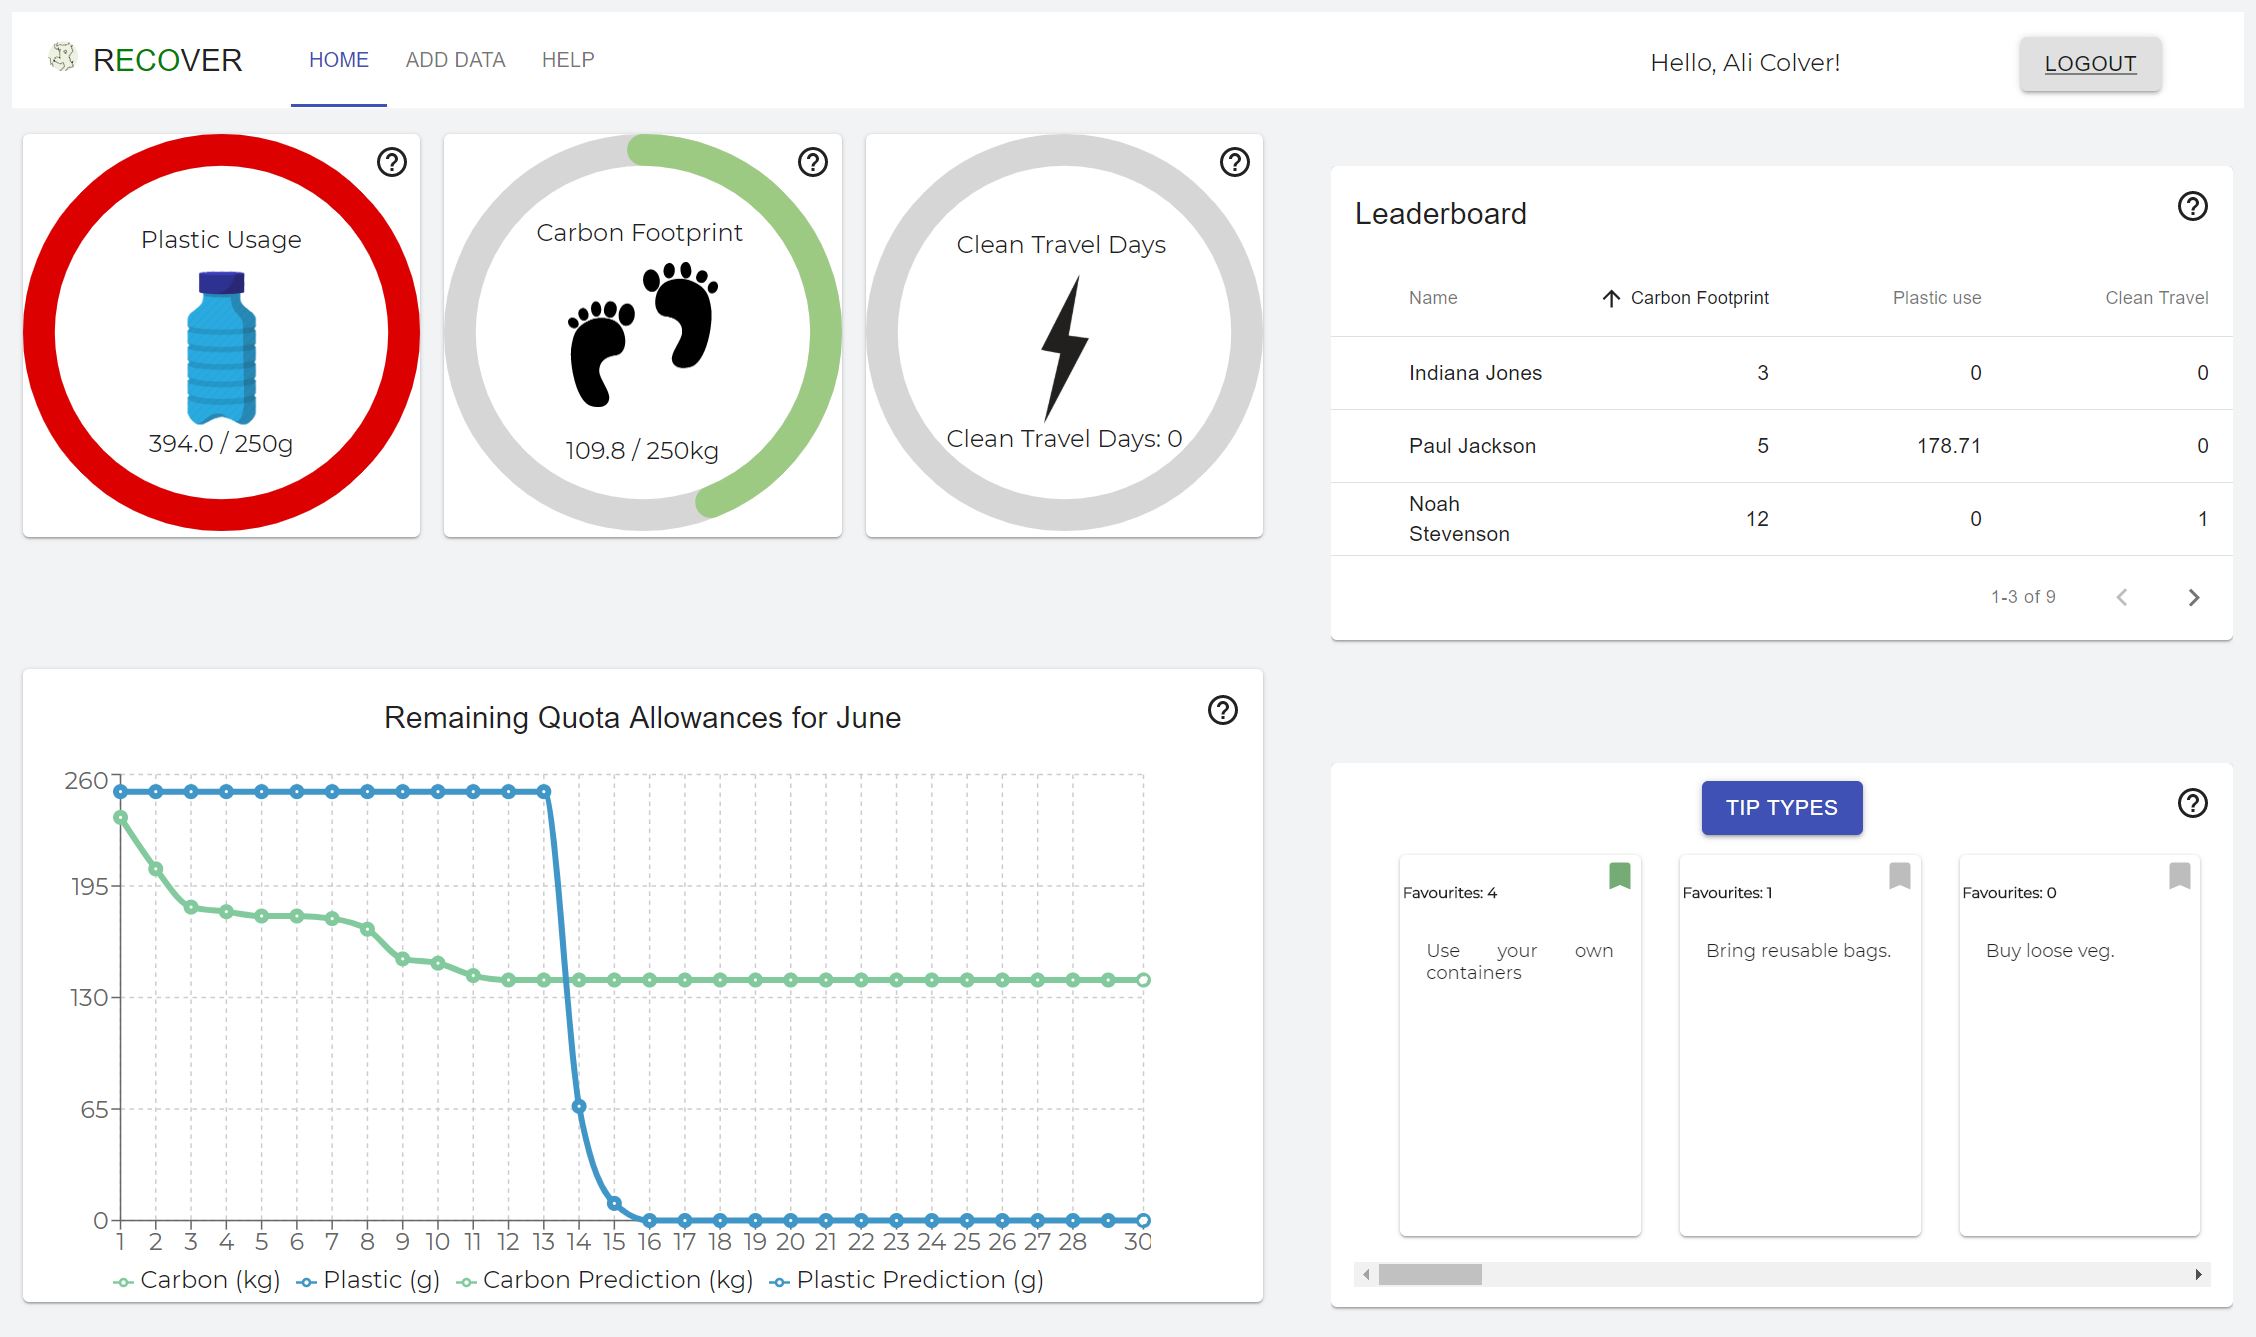 RECOVER
HOME
ADD DATA
HELP
Hello, Ali Colver!
LOGOUT
Plastic Usage
394.0 / 250g
Carbon Footprint
109.8 / 250kg
Clean Travel Days
Clean Travel Days: 0
Leaderboard
Name Carbon Footprint Plastic use Clean Travel
Indiana Jones 3 0 0
Paul Jackson 5 178.71 0
Noah
Stevenson 12 0 1
1-3 of 9
Remaining Quota Allowances for June
260
195
130
65
0
1 2 3 4 5 6 7 8 9 10 11 12 13 14 15 16 17 18 19 20 21 22 23 24 25 26 27 28 30
Carbon (kg) Plastic (g) Carbon Prediction (kg) Plastic Prediction (g)
TIP TYPES
Favourites: 4
Use your own
containers
Favourites: 1
Bring reusable bags.
Favourites: 0
Buy loose veg.